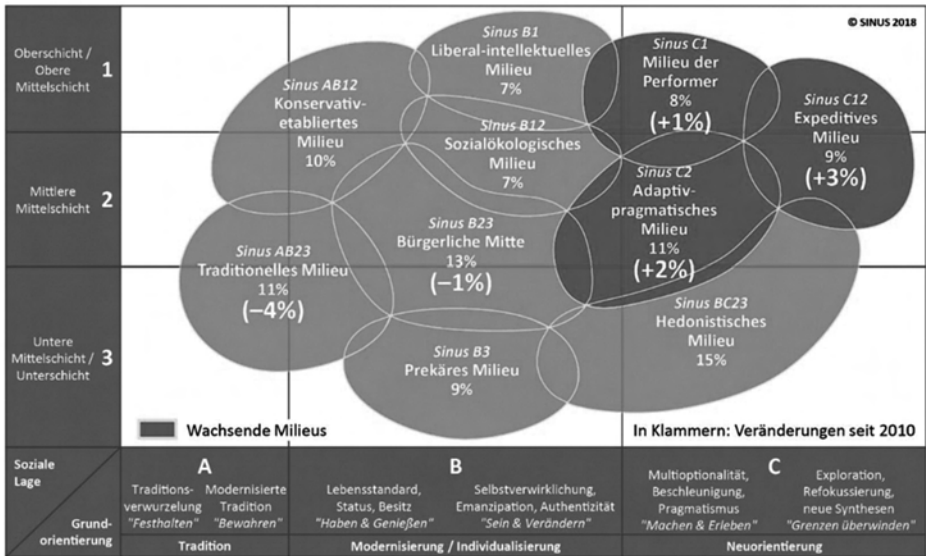 © SINUS 2018
Oberschicht /
Obere
Mittelschicht
1
Mittlere
Mittelschicht
2
Untere
Mittelschicht /
Unterschicht
3
Sinus B1
Liberal-intellektuelles
Milieu
7%
Sinus C1
Milieu der
Performer
8%
(+1%)
Sinus AB12
Konservativ-
etabliertes
Milieu
10%
Sinus C12
Expeditives
Milieu
9%
(+3%)
Sinus B12
Sozialökologisches
Milieu
7%
Sinus C2
Adaptiv-
pragmatisches
Milieu
11%
(+2%)
Sinus AB23
Traditionelles Milieu
11%
(–4%)
Sinus B23
Bürgerliche Mitte
13%
(–1%)
Sinus BC23
Hedonistisches
Milieu
15%
Sinus B3
Prekäres Milieu
9%
Wachsende Milieus
In Klammern: Veränderungen seit 2010
Soziale
Lage
Grund-
orientierung
A
Traditions-
verwurzelung
"Festhalten"
Modernisierte
Tradition
"Bewahren"
Tradition
B
Lebensstandard,
Status, Besitz
"Haben & Genießen"
Selbstverwirklichung,
Emanzipation, Authentizität
"Sein & Verändern"
Modernisierung / Individualisierung
C
Multioptionalität,
Beschleunigung,
Pragmatismus
"Machen & Erleben"
Exploration,
Refokussierung,
neue Synthesen
"Grenzen überwinden"
Neuorientierung